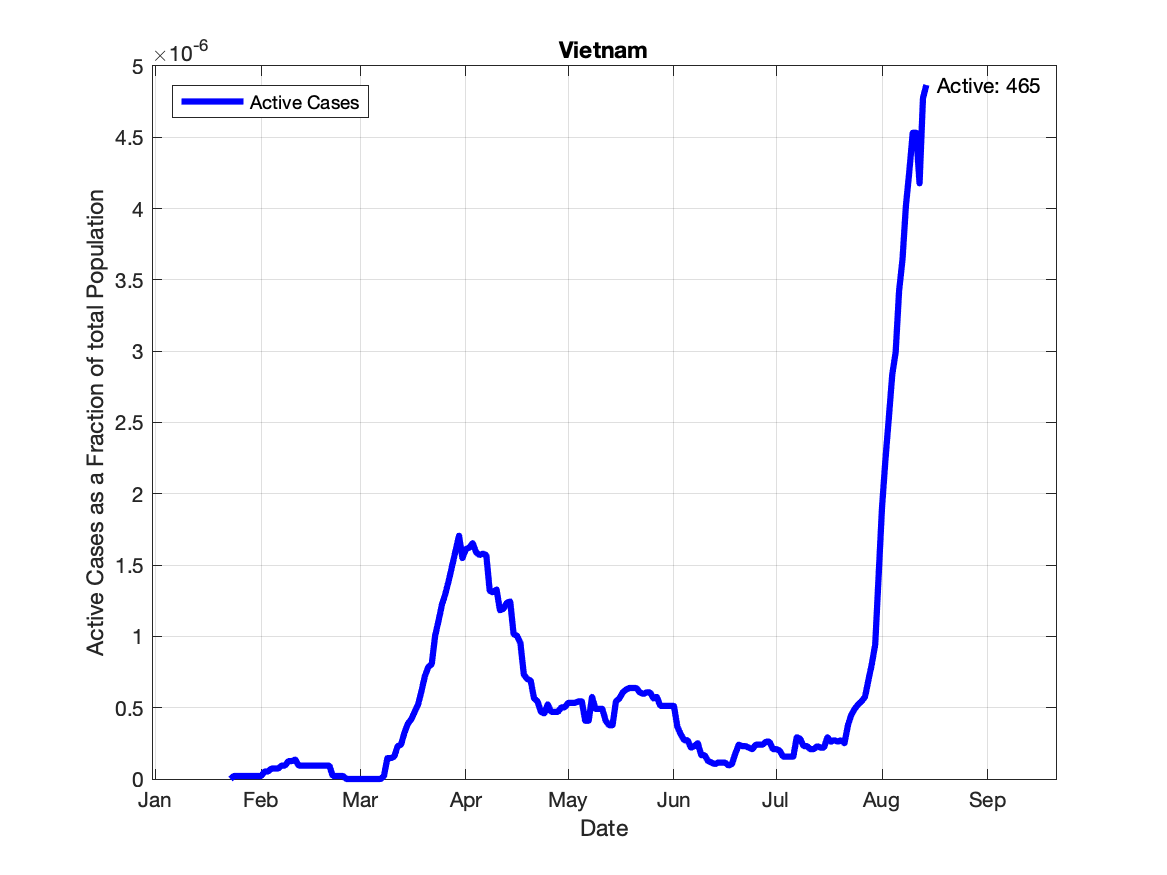 Vietnam
×10-6
Active Cases
Active: 465
5
4.5
4
3.5
3
2.5
2
1.5
1
0.5
0
Active Cases as a Fraction of total Population
Jan Feb Mar Apr May Jun Jul Aug Sep
Date